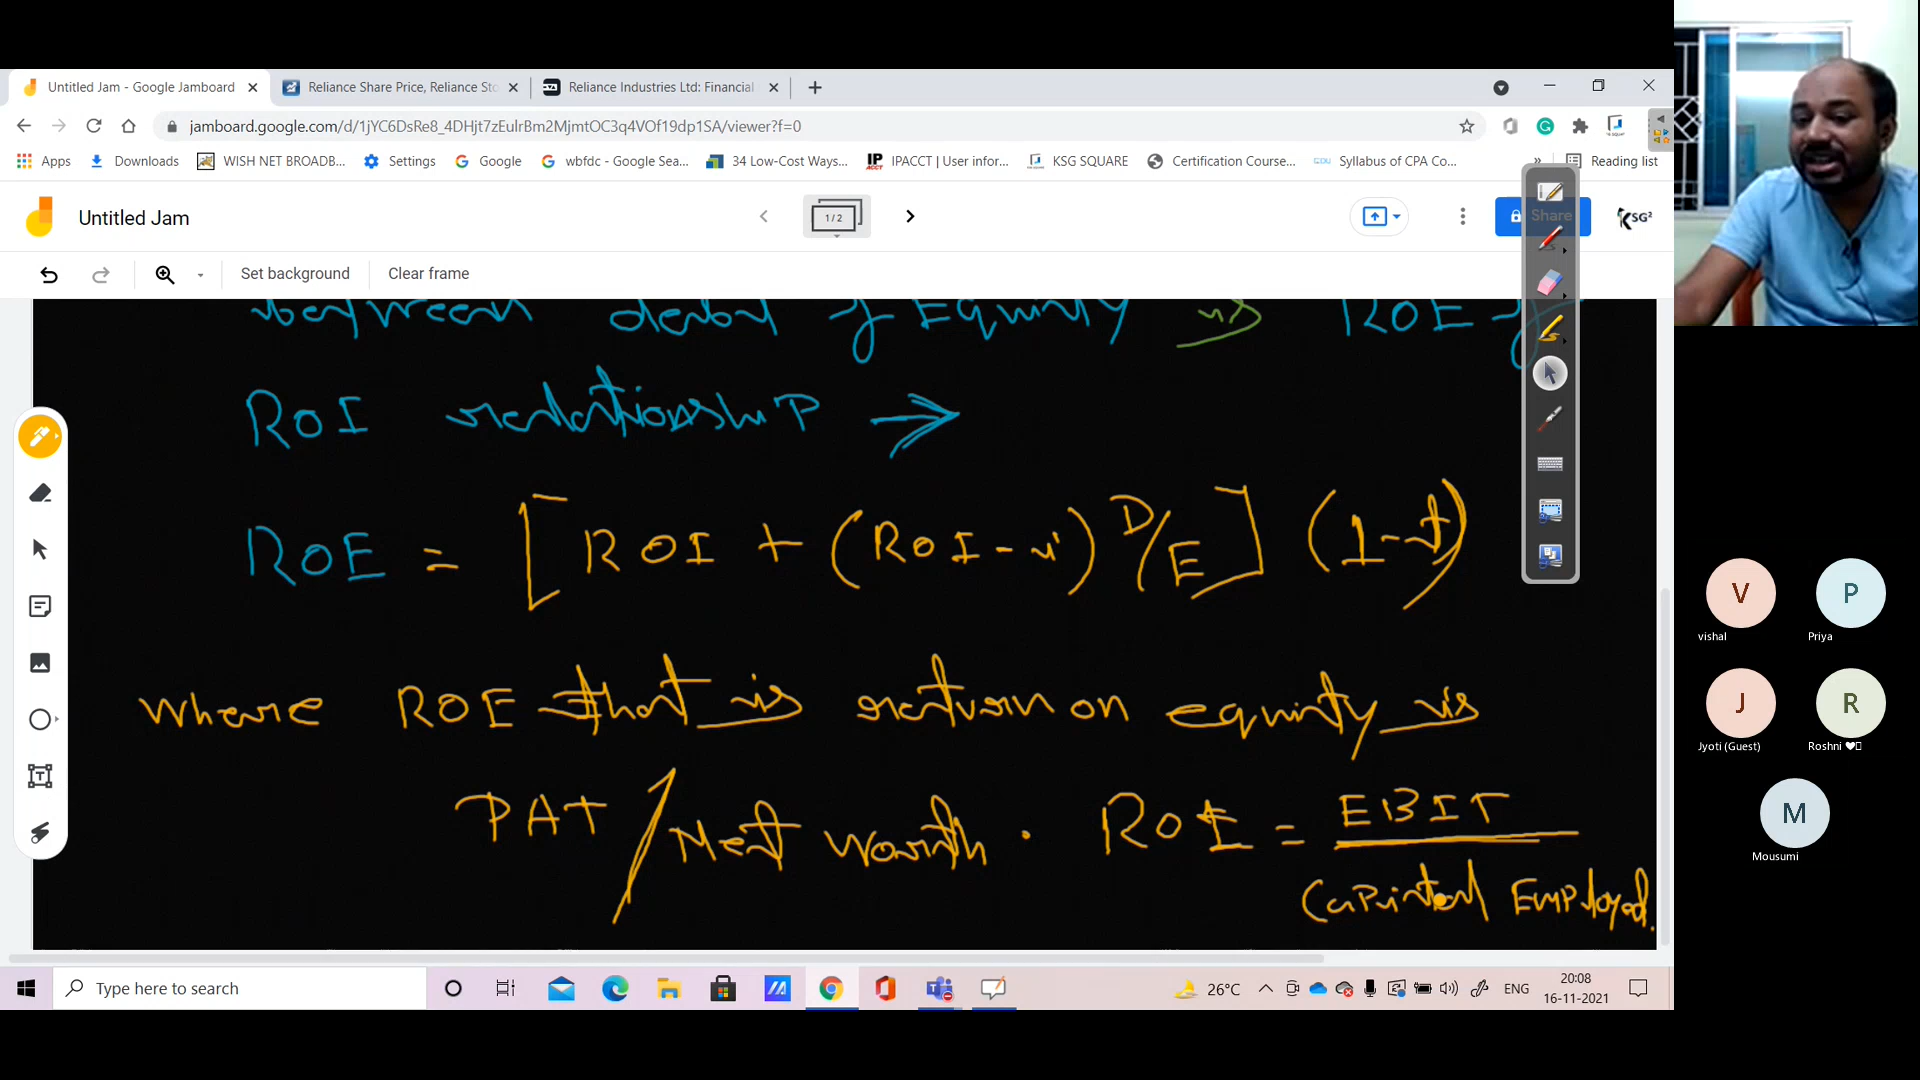 Untitled Jam - Google Jamboard
Reliance Share Price, Reliance Sto
Reliance Industries Ltd: Financial
jamboard.google.com/d/1jYC6DsRe8_4DHjt7zEulrBm2MjmtOC3q4VOf19dp1SA/viewer?f=0
Apps Downloads WISH NET BROADB... Settings Google wbfdc - Google Sea... 34 Low-Cost Ways... IPACCT | User infor... KSG SQUARE Certification Course... Syllabus of CPA Co... » Reading list
Untitled Jam
1/2
Share
KSG²
Set background Clear frame
between debt & Equity is ROE &
ROI relationship →
ROE = [ROI + (ROI - i) D/E] (1-t)
where ROE that is return on equity is
PAT / Net worth. ROI = EBIT
Capital Employed.
V P
vishal Priya
J R
Jyoti (Guest) Roshni ❤
M
Mousumi
Type here to search
26°C
ENG
20:08
16-11-2021